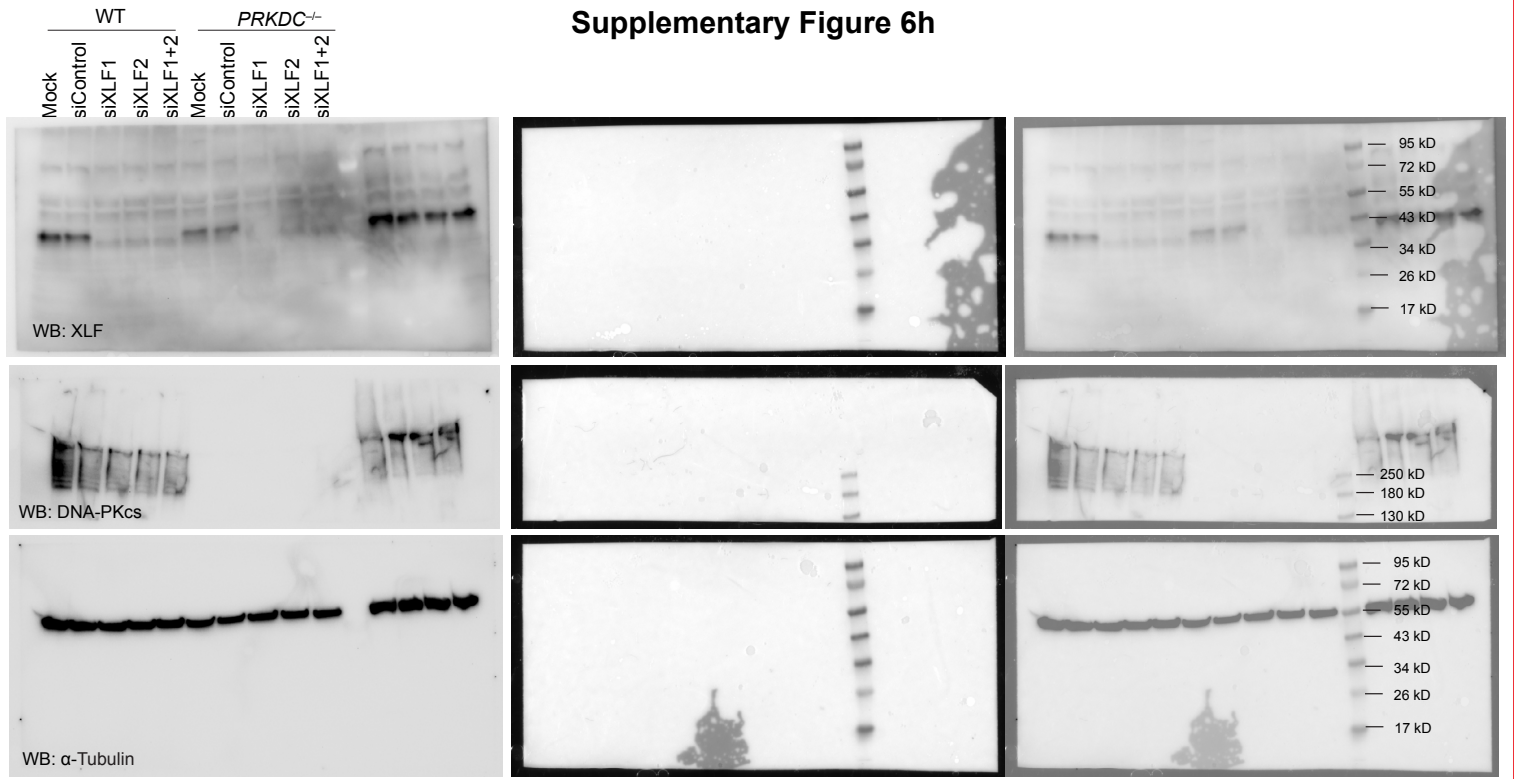 Supplementary Figure 6h
WT
PRKDC–/–
Mock
siControl
siXLF1
siXLF2
siXLF1+2
Mock
siControl
siXLF1
siXLF2
siXLF1+2
WB: XLF
95 kD
72 kD
55 kD
43 kD
34 kD
26 kD
17 kD
WB: DNA-PKcs
250 kD
180 kD
130 kD
WB: α-Tubulin
95 kD
72 kD
55 kD
43 kD
34 kD
26 kD
17 kD